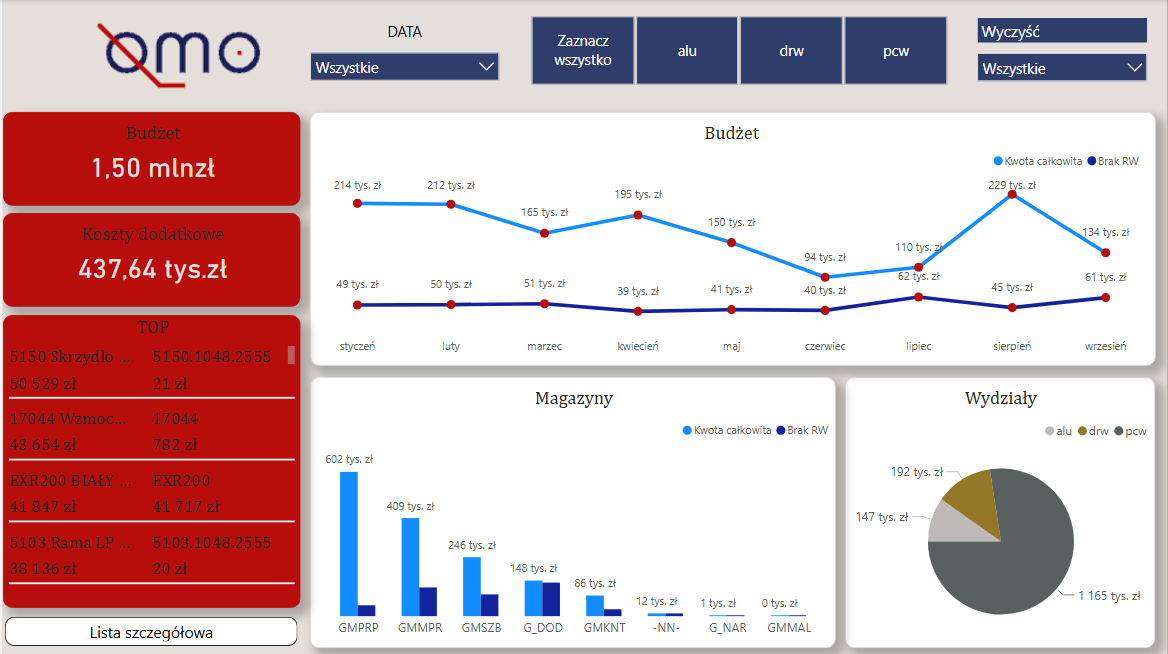 omo
DATA
Wszystkie
Zaznacz
wszystko
alu
drw
pcw
Wyczyść
Wszystkie
Budżet
1,50 mlnzł
Koszty dodatkowe
437,64 tys.zł
TOP
5150 Skrzydlo ... 5150.1048.2555
50 529 zł 21 zł
17044 Wzmoc... 17044
43 654 zł 782 zł
EXR200 BIAŁY ... EXR200
41 847 zł 41 717 zł
5103 Rama LP ... 5103.1048.2555
38 136 zł 20 zł
Lista szczegółowa
Budżet
Kwota całkowita Brak RW
214 tys. zł 212 tys. zł 165 tys. zł 195 tys. zł 150 tys. zł 94 tys. zł 110 tys. zł 229 tys. zł 134 tys. zł
49 tys. zł 50 tys. zł 51 tys. zł 39 tys. zł 41 tys. zł 40 tys. zł 62 tys. zł 45 tys. zł 61 tys. zł
styczeń luty marzec kwiecień maj czerwiec lipiec sierpień wrzesień
Magazyny
Kwota całkowita Brak RW
602 tys. zł 409 tys. zł 246 tys. zł 148 tys. zł 86 tys. zł 12 tys. zł 1 tys. zł 0 tys. zł
GMPRP GMMPR GMSZB G_DOD GMKNT -NN- G_NAR GMMAL
Wydziały
alu drw pcw
192 tys. zł
147 tys. zł
1 165 tys. zł